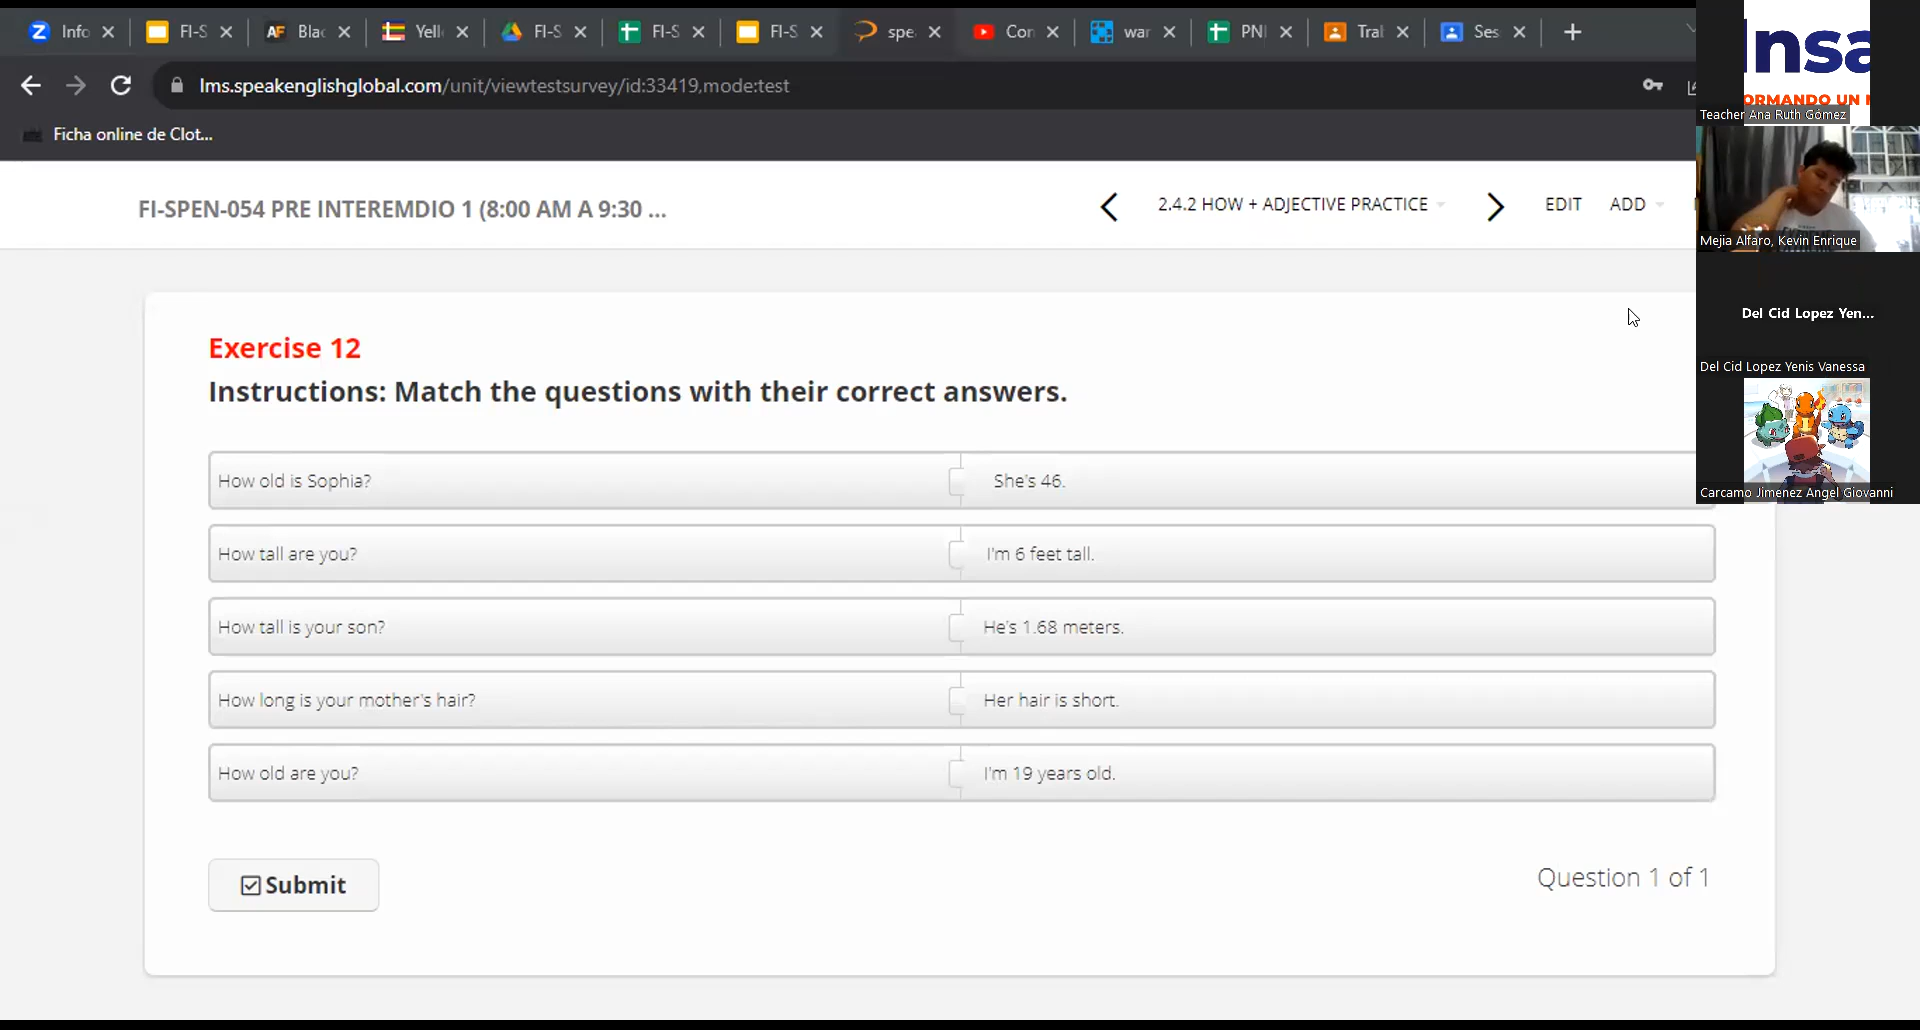 Info
FI-S
Blac
Yell
FI-S
FI-S
FI-S
spe
Con
war
PNI
Tral
Ses
lms.speakenglishglobal.com/unit/viewtestsurvey/id:33419,mode:test
Ficha online de Clot...
FI-SPEN-054 PRE INTEREMDIO 1 (8:00 AM A 9:30 ...
2.4.2 HOW + ADJECTIVE PRACTICE
EDIT
ADD
Insa
ORMANDO UN
Teacher Ana Ruth Gómez
Mejia Alfaro, Kevin Enrique
Del Cid Lopez Yen...
Del Cid Lopez Yenis Vanessa
Carcamo Jimenez Angel Giovanni
Exercise 12
Instructions: Match the questions with their correct answers.
How old is Sophia? She's 46.
How tall are you? I'm 6 feet tall.
How tall is your son? He's 1.68 meters.
How long is your mother's hair? Her hair is short.
How old are you? I'm 19 years old.
Submit
Question 1 of 1